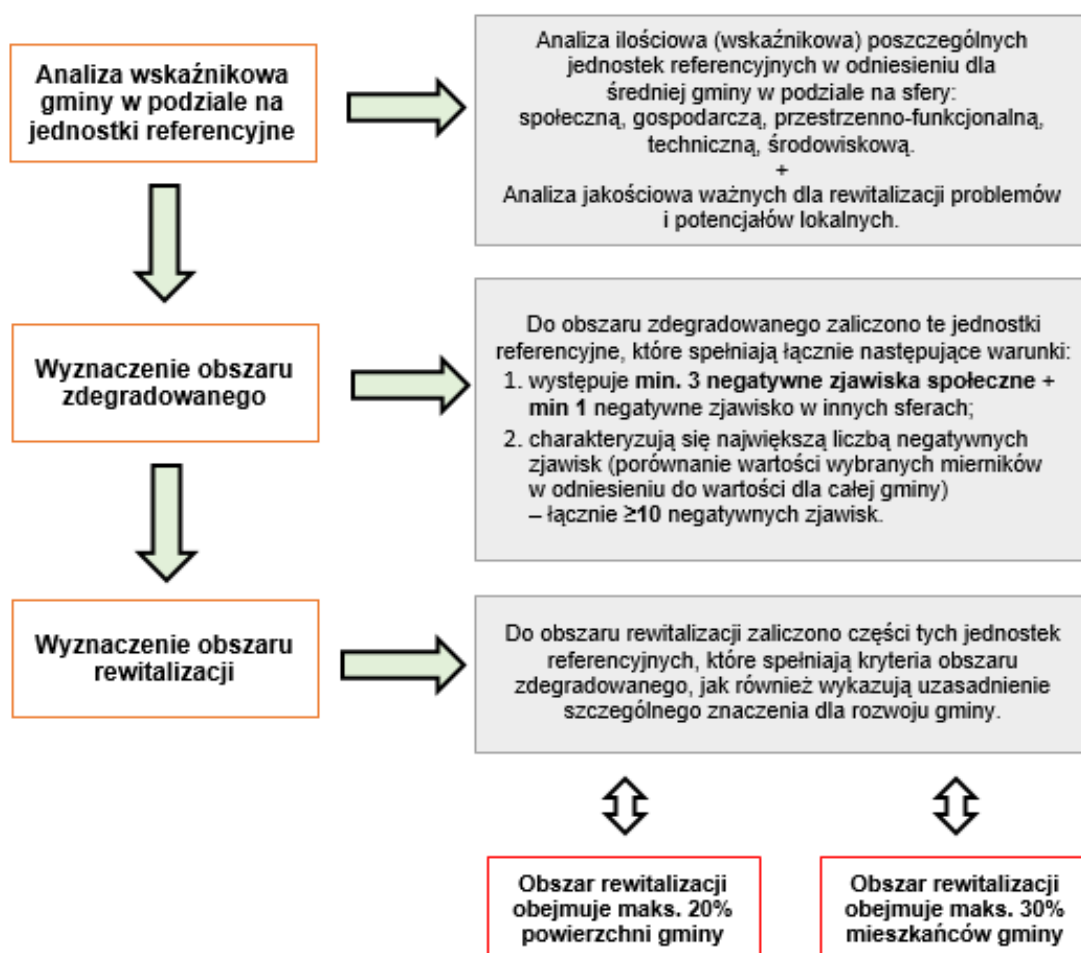 Analiza wskaźnikowa
gminy w podziale na
jednostki referencyjne
Analiza ilościowa (wskaźnikowa) poszczególnych
jednostek referencyjnych w odniesieniu dla
średniej gminy w podziale na sfery:
społeczną, gospodarczą, przestrzenno-funkcjonalną,
techniczną, środowiskową.
+
Analiza jakościowa ważnych dla rewitalizacji problemów
i potencjałów lokalnych.
Wyznaczenie obszaru
zdegradowanego
Do obszaru zdegradowanego zaliczono te jednostki
referencyjne, które spełniają łącznie następujące warunki:
1. występuje min. 3 negatywne zjawiska społeczne +
min 1 negatywne zjawisko w innych sferach;
2. charakteryzują się największą liczbą negatywnych
zjawisk (porównanie wartości wybranych mierników
w odniesieniu do wartości dla całej gminy)
– łącznie ≥10 negatywnych zjawisk.
Wyznaczenie obszaru
rewitalizacji
Do obszaru rewitalizacji zaliczono części tych jednostek
referencyjnych, które spełniają kryteria obszaru
zdegradowanego, jak również wykazują uzasadnienie
szczególnego znaczenia dla rozwoju gminy.
Obszar rewitalizacji
obejmuje maks. 20%
powierzchni gminy
Obszar rewitalizacji
obejmuje maks. 30%
mieszkańców gminy